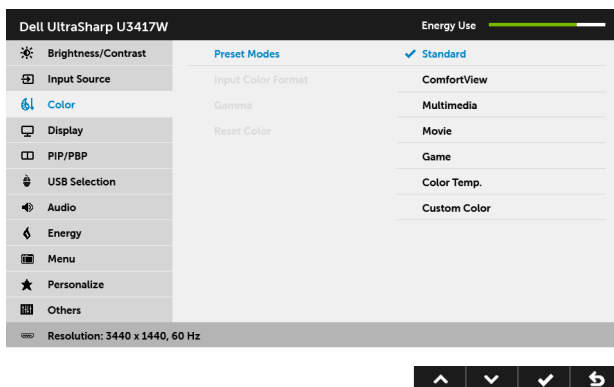 Dell UltraSharp U3417W
Energy Use
Brightness/Contrast
Preset Modes
Standard
Input Source
Input Color Format
ComfortView
Color
Gamma
Multimedia
Display
Reset Color
Movie
PIP/PBP
Game
USB Selection
Color Temp.
Audio
Custom Color
Energy
Menu
Personalize
Others
Resolution: 3440 x 1440, 60 Hz